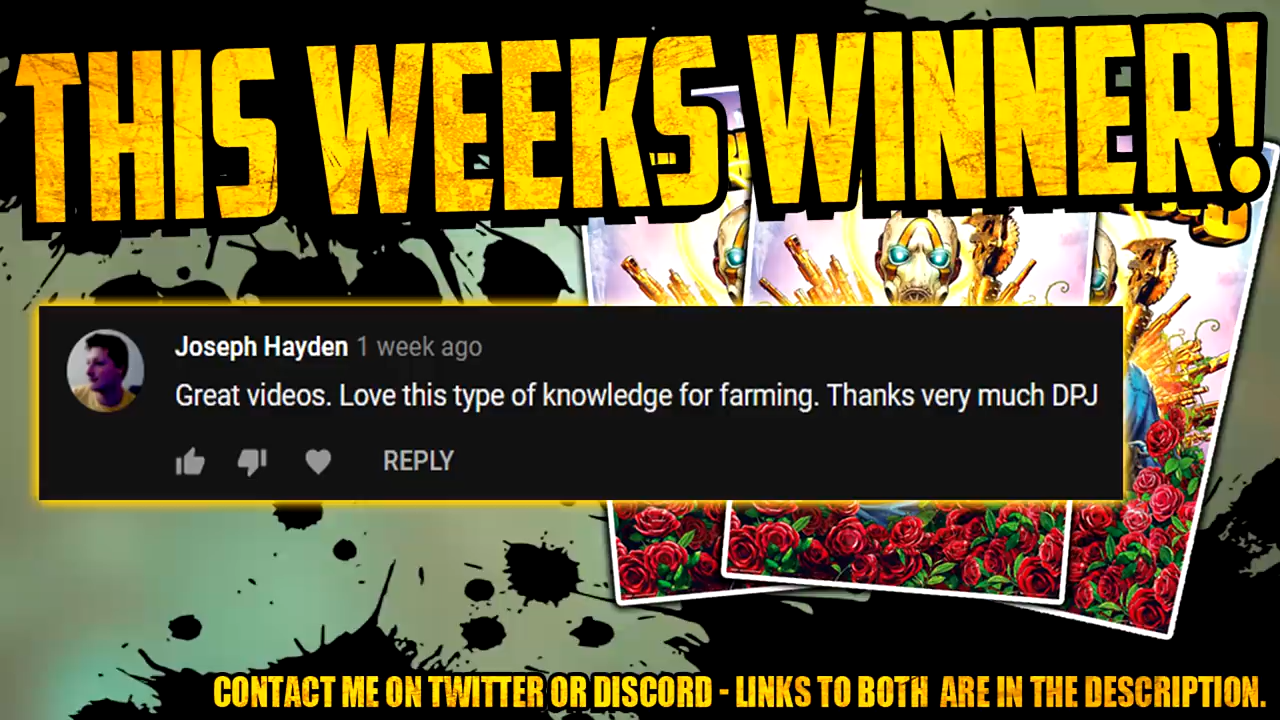 THIS WEEKS WINNER!
Joseph Hayden 1 week ago
Great videos. Love this type of knowledge for farming. Thanks very much DPJ
REPLY
CONTACT ME ON TWITTER OR DISCORD - LINKS TO BOTH ARE IN THE DESCRIPTION.